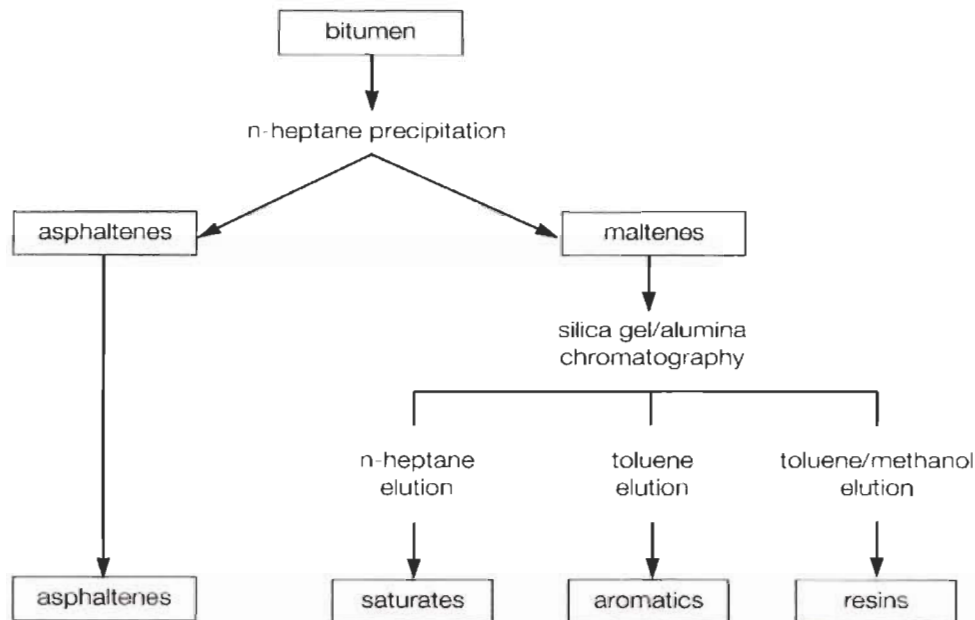 bitumen
n-heptane precipitation
asphaltenes
maltenes
silica gel/alumina
chromatography
n-heptane
elution
toluene
elution
toluene/methanol
elution
asphaltenes
saturates
aromatics
resins